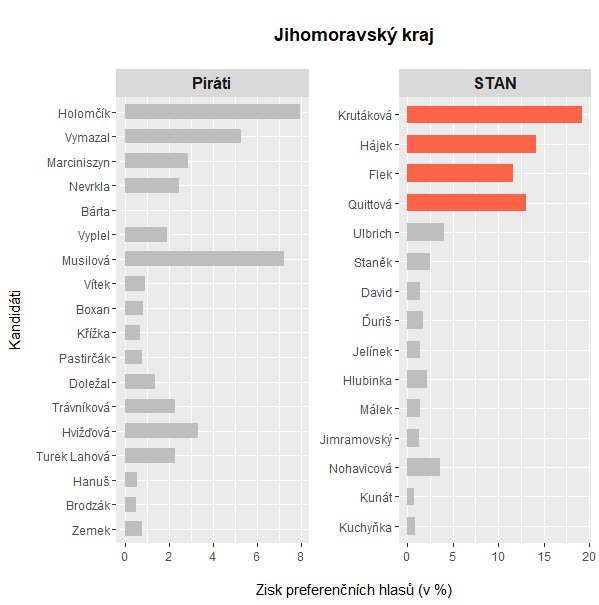 Jihomoravský kraj
Piráti
STAN
Kandidáti
Holomčík
Vymazal
Marciniszyn
Nevrkla
Bárta
Vyplel
Musilová
Vítek
Boxan
Křížka
Pastirčák
Doležal
Trávníková
Hvižďová
Turek Lahová
Hanuš
Brodzák
Zemek
0 2 4 6 8
Krutáková
Hájek
Flek
Quittová
Ulbrich
Staněk
David
Ďuriš
Jelínek
Hlubinka
Málek
Jimramovský
Nohavicová
Kunát
Kuchyňka
0 5 10 15 20
Zisk preferenčních hlasů (v %)